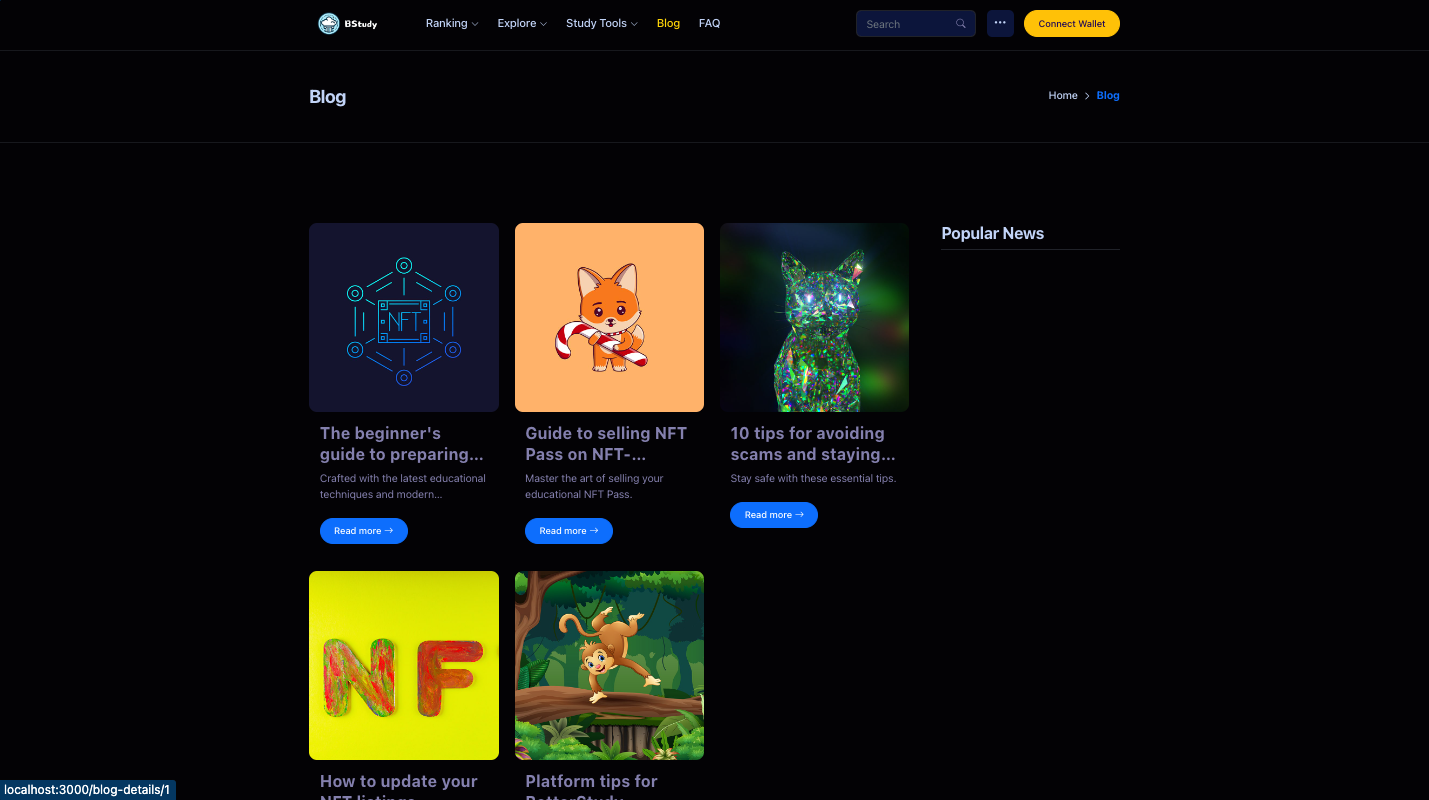 BStudy
Ranking
Explore
Study Tools
Blog
FAQ
Search
Connect Wallet
Blog
Home
Blog
Popular News
NFT
The beginner's
guide to preparing...
Crafted with the latest educational
techniques and modern...
Read more
Guide to selling NFT
Pass on NFT-...
Master the art of selling your
educational NFT Pass.
Read more
10 tips for avoiding
scams and staying...
Stay safe with these essential tips.
Read more
NF
How to update your
NFT listings
Platform tips for
BetterStudy
localhost:3000/blog-details/1